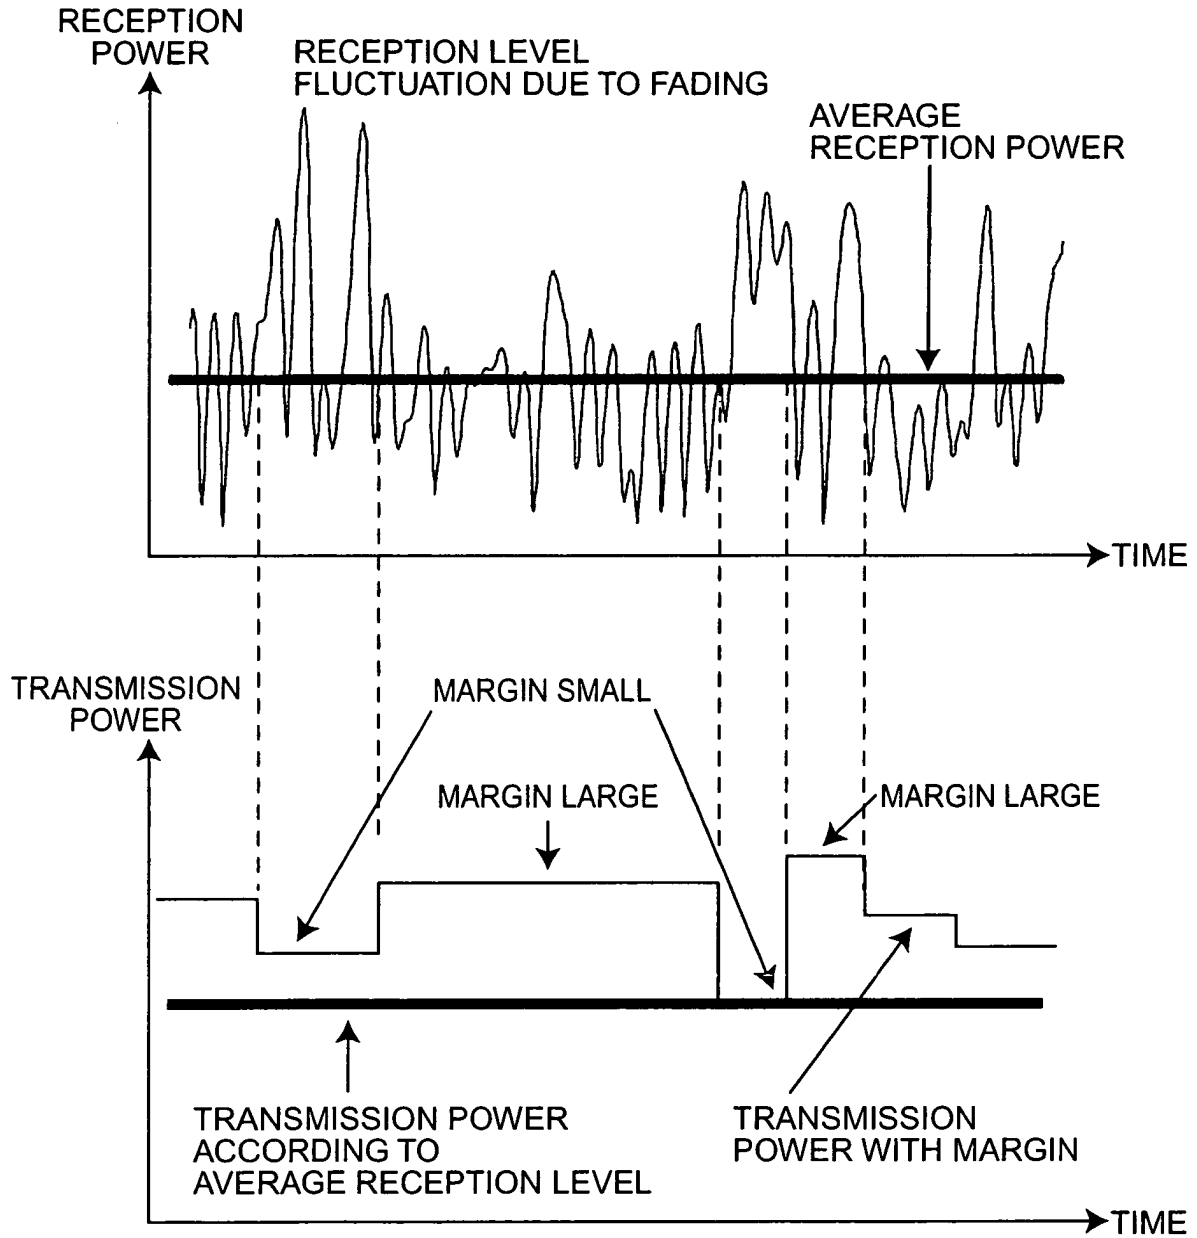 RECEPTION
POWER
RECEPTION LEVEL
FLUCTUATION DUE TO FADING
AVERAGE
RECEPTION POWER
TIME
TRANSMISSION
POWER
MARGIN SMALL
MARGIN LARGE
MARGIN LARGE
TRANSMISSION POWER
ACCORDING TO
AVERAGE RECEPTION LEVEL
TRANSMISSION
POWER WITH MARGIN
TIME